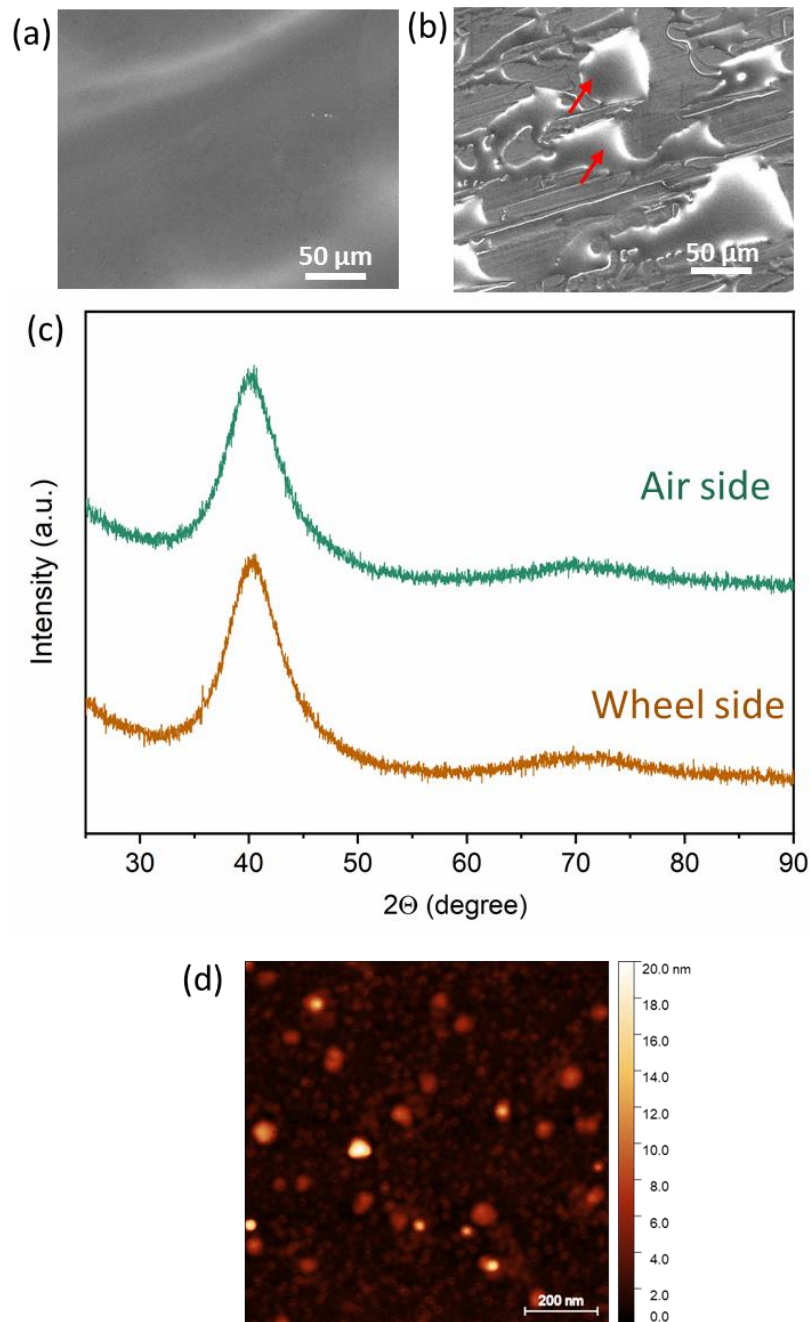 (a)
50 µm
(b)
50 µm
(c)
Intensity (a.u.)
Air side
Wheel side
30 40 50 60 70 80 90
2Θ (degree)
(d)
20.0 nm
18.0
16.0
14.0
12.0
10.0
8.0
6.0
4.0
2.0
0.0
200 nm